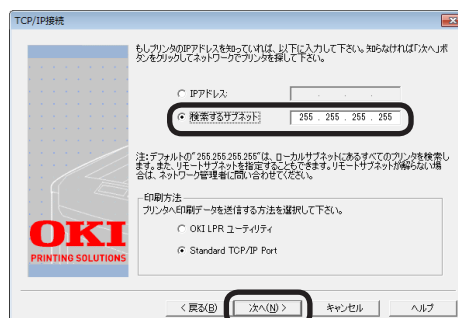 TCP/IP接続
もしプリンタのIPアドレスを知っていれば、以下に入力して下さい。知らなければ「次へ」ボ
タンをクリックしてネットワークでプリンタを探して下さい。
IPアドレス:
検索するサブネット: 255 . 255 . 255 . 255
注:デフォルトの"255.255.255.255"は、ローカルサブネットにあるすべてのプリンタを検索し
ます。また、リモートサブネットを指定することもできます。リモートサブネットが解らない場
合は、ネットワーク管理者に問い合わせてください。
印刷方法
プリンタへ印刷データを送信する方法を選択して下さい。
OKI LPR ユーティリティ
Standard TCP/IP Port
OKI
PRINTING SOLUTIONS
< 戻る(B) 次へ(N) > キャンセル ヘルプ